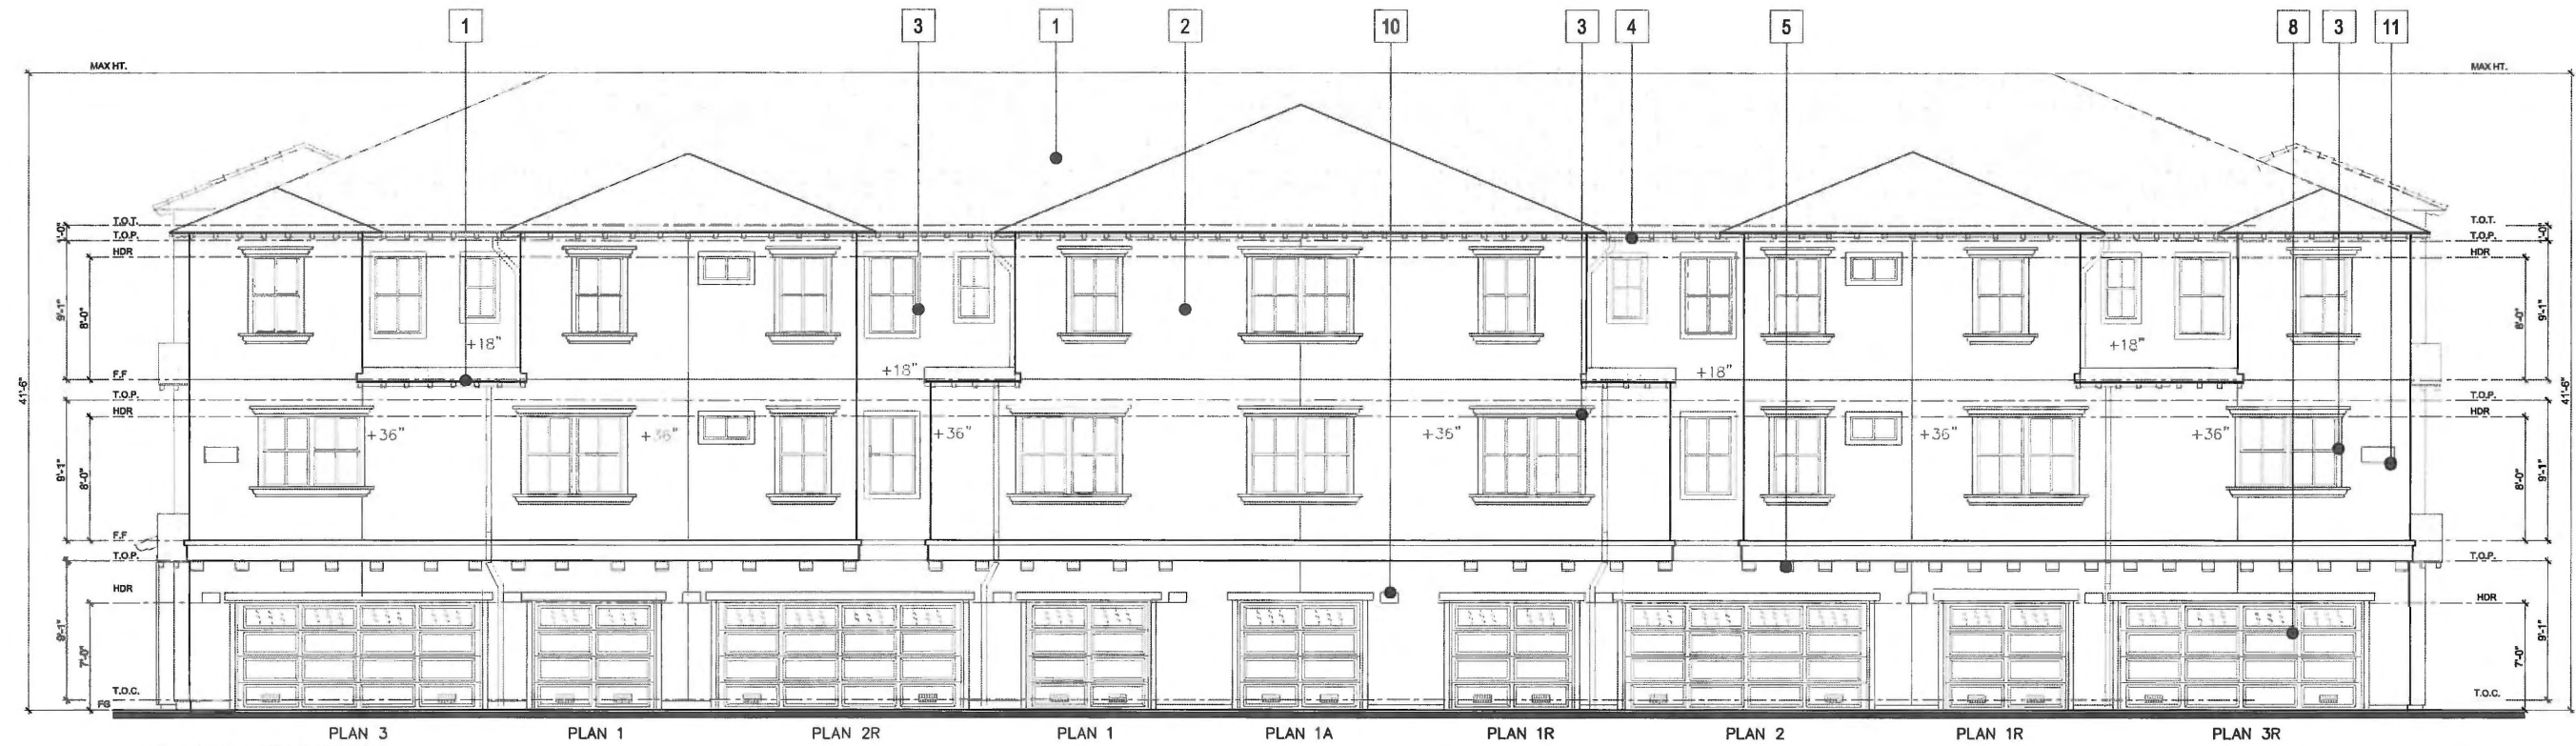 1 3 1 2 10 3 4 5 8 3 11
MAX HT. MAX HT.
T.O.T. T.O.T.
1'-0" 1'-0"
T.O.P. T.O.P.
HDR HDR
9'-1" 8'-0" 8'-0" 9'-1"
+18" +18" +18" +18"
F.F
41'-6" 41'-6"
T.O.P. T.O.P.
HDR HDR
+36" +36" +36" +36" +36" +36"
9'-1" 8'-0" 8'-0" 9'-1"
F.F
T.O.P. T.O.P.
HDR HDR
9'-1" 7'-0" 7'-0" 9'-1"
T.O.C. T.O.C.
FG
PLAN 3 PLAN 1 PLAN 2R PLAN 1 PLAN 1A PLAN 1R PLAN 2 PLAN 1R PLAN 3R